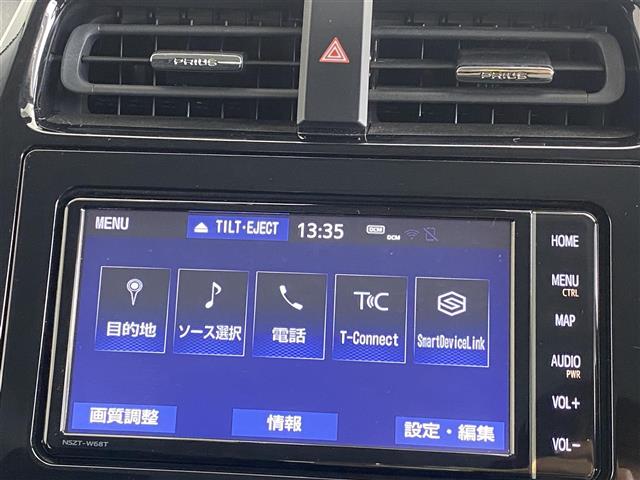 PRIUS
PRIUS
MENU
TILT・EJECT
13:35
DCM
DCM
HOME
MENU
CTRL
MAP
AUDIO
PWR
VOL+
VOL-
目的地
ソース選択
電話
T-Connect
SmartDeviceLink
画質調整
情報
設定・編集
NSZT-W68T